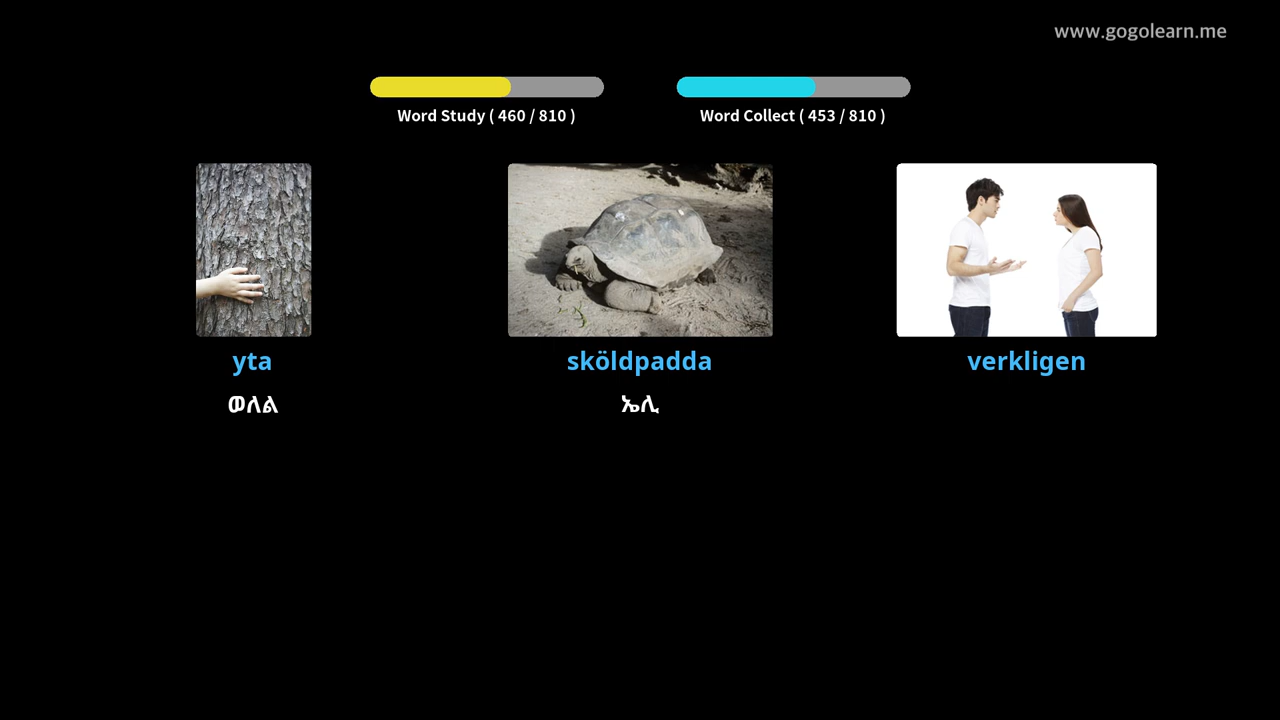 www.gogolearn.me
Word Study ( 460 / 810 )
Word Collect ( 453 / 810 )
yta
sköldpadda
verkligen
ወለል
ኤሊ